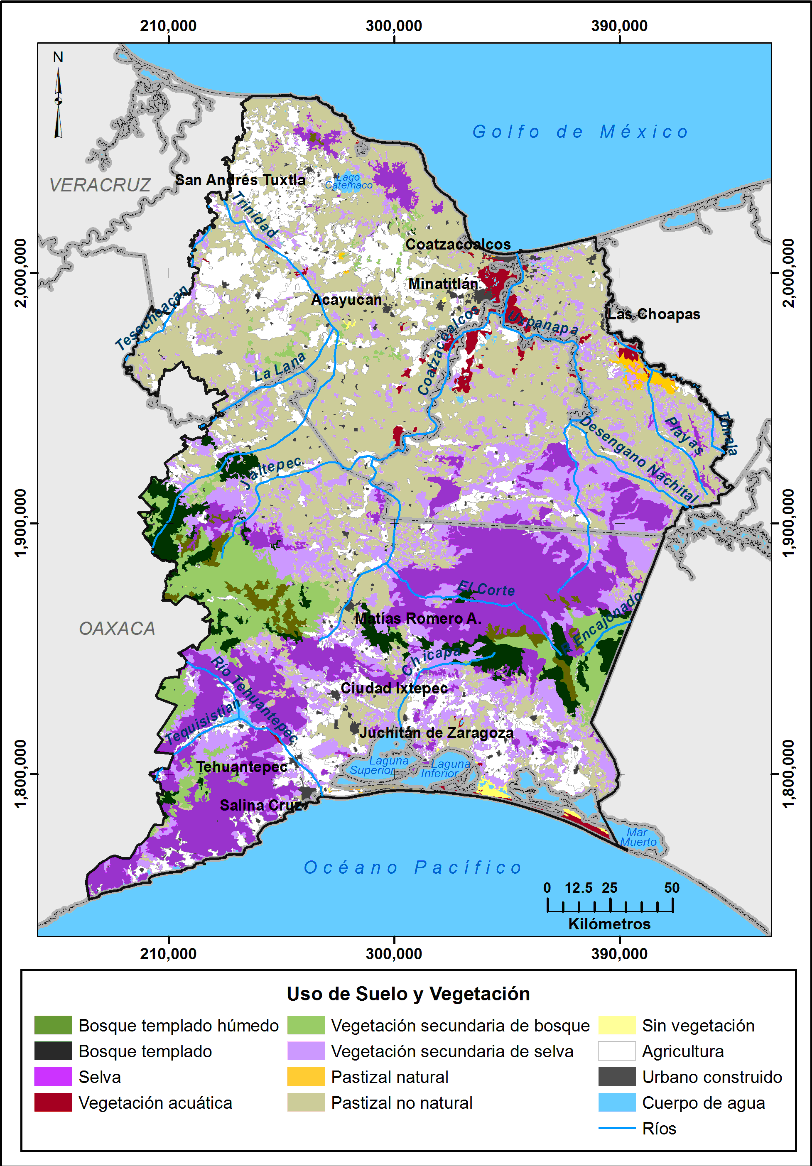 210,000 300,000 390,000
N
Golfo de México
VERACRUZ
San Andrés Tuxtla
Lago
Catemaco
Trinidad
Coatzacoalcos
2,000,000 2,000,000
Minatitlán
Acayucan
Tesechoacan
Las Choapas
Uxpanapa
Coatzacoalcos
La Lana
Playas
Tonala
Desengano Nachital
Jaltepec
1,900,000 1,900,000
El Corte
Encajonado
Matías Romero A.
OAXACA
Chicapa
Río Tehuantepec
Ciudad Ixtepec
Tequisistlan
Juchitán de Zaragoza
Tehuantepec
Laguna
Superior
Laguna
Inferior
1,800,000 1,800,000
Salina Cruz
Mar
Muerto
Océano Pacífico
0 12.5 25 50
Kilómetros
210,000 300,000 390,000
Uso de Suelo y Vegetación
Bosque templado húmedo Vegetación secundaria de bosque Sin vegetación
Bosque templado Vegetación secundaria de selva Agricultura
Selva Pastizal natural Urbano construido
Vegetación acuática Pastizal no natural Cuerpo de agua
Ríos